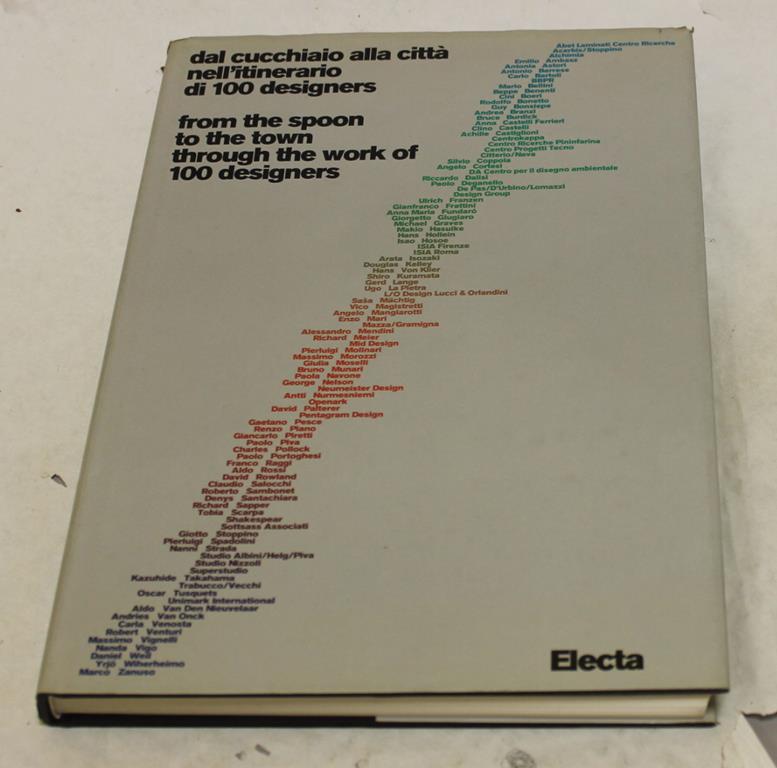 dal cucchiaio alla città
nell'itinerario
di 100 designers
from the spoon
to the town
through the work of
100 designers
Abet Laminati Centro Ricerche
Acerbis/Stoppino
Alchimia
Emilio Ambasz
Antonia Astori
Antonio Barrese
Carlo Bartoli
BBPR
Mario Bellini
Beppe Benenti
Cini Boeri
Rodolfo Bonetto
Guy Bonsiepe
Andrea Branzi
Bruce Burdick
Anna Castelli Ferrieri
Clino Castelli
Achille Castiglioni
Centrokappa
Centro Ricerche Pininfarina
Centro Progetti Tecno
Citterio/Nava
Silvio Coppola
Angelo Cortesi
DA Centro per il disegno ambientale
Riccardo Dalisi
Paolo Deganello
De Pas/D'Urbino/Lomazzi
Design Group
Ulrich Franzen
Gianfranco Frattini
Anna Maria Fundarò
Giorgetto Giugiaro
Michael Graves
Makio Hasuike
Hans Hollein
Isao Hosoe
ISIA Firenze
ISIA Roma
Arata Isozaki
Douglas Kelley
Hans Von Klier
Shiro Kuramata
Gerd Lange
Ugo La Pietra
L/O Design Lucci & Orlandini
Saša Mächtig
Vico Magistretti
Angelo Mangiarotti
Enzo Mari
Mazza/Gramigna
Alessandro Mendini
Richard Meier
Mid Design
Pierluigi Molinari
Massimo Morozzi
Giulia Moselli
Bruno Munari
Paola Navone
George Nelson
Neumeister Design
Antti Nurmesniemi
Openark
David Palterer
Pentagram Design
Gaetano Pesce
Renzo Piano
Giancarlo Piretti
Paolo Piva
Charles Pollock
Paolo Portoghesi
Franco Raggi
Aldo Rossi
David Rowland
Claudio Salocchi
Roberto Sambonet
Denys Santachiara
Richard Sapper
Tobia Scarpa
Shakespear
Sottsass Associati
Giotto Stoppino
Pierluigi Spadolini
Nanni Strada
Studio Albini/Helg/Piva
Studio Nizzoli
Superstudio
Kazuhide Takahama
Trabucco/Vecchi
Oscar Tusquets
Unimark International
Aldo Van Den Nieuvelaar
Andries Van Onck
Carla Venosta
Robert Venturi
Massimo Vignelli
Nanda Vigo
Daniel Weil
Yrjö Wiherheimo
Marco Zanuso
Electa